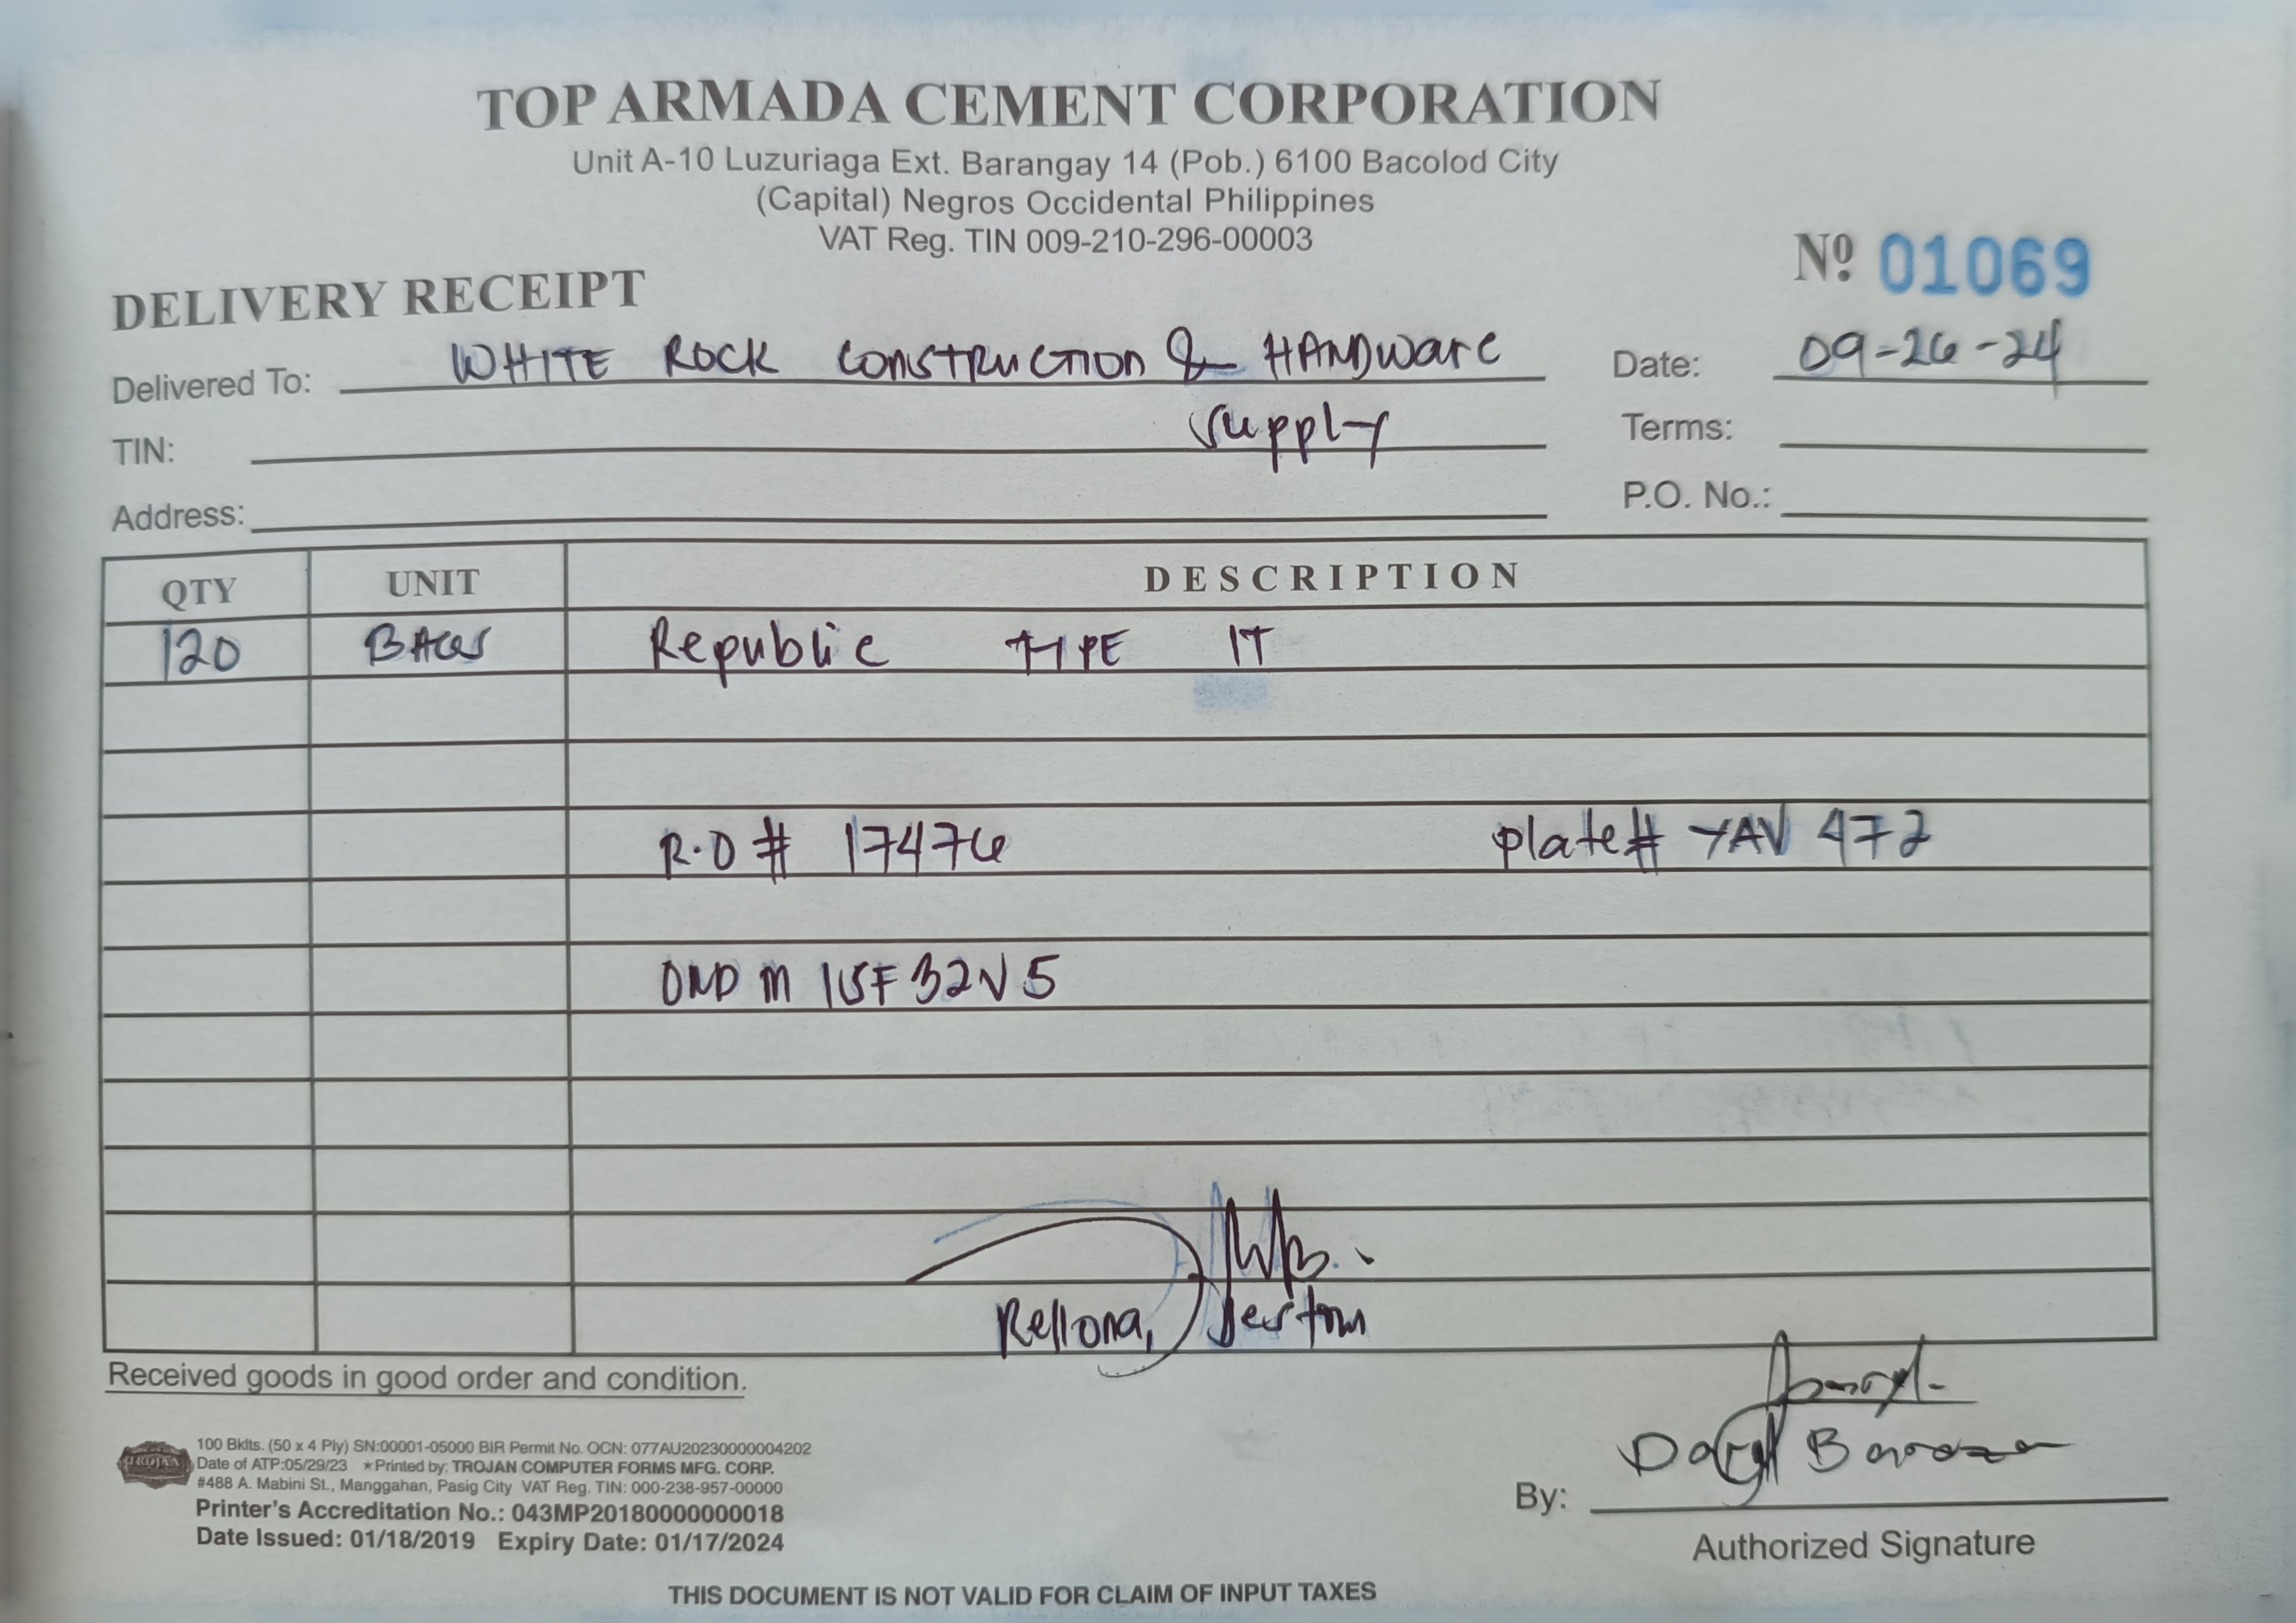 TOP ARMADA CEMENT CORPORATION
Unit A-10 Luzuriaga Ext. Barangay 14 (Pob.) 6100 Bacolod City
(Capital) Negros Occidental Philippines
VAT Reg. TIN 009-210-296-00003
Nº 01069
DELIVERY RECEIPT
Delivered To: WHITE ROCK CONSTRUCTION & HARDware Date: 09-26-24
supply
TIN: Terms:
Address: P.O. No.:
QTY UNIT DESCRIPTION
120 BAGS Republic TYPE 1T
R.O # 17476 plate# YAV 472
OND M 15F32V5
Rellona, Jestom
Received goods in good order and condition.
TROJAN
100 Bklts. (50 x 4 Ply) SN:00001-05000 BIR Permit No. OCN: 077AU20230000004202
Date of ATP:05/29/23 ★Printed by: TROJAN COMPUTER FORMS MFG. CORP.
#488 A. Mabini St., Manggahan, Pasig City VAT Reg. TIN: 000-238-957-00000
Printer's Accreditation No.: 043MP20180000000018
Date Issued: 01/18/2019 Expiry Date: 01/17/2024
Daryl
By:
Authorized Signature
THIS DOCUMENT IS NOT VALID FOR CLAIM OF INPUT TAXES